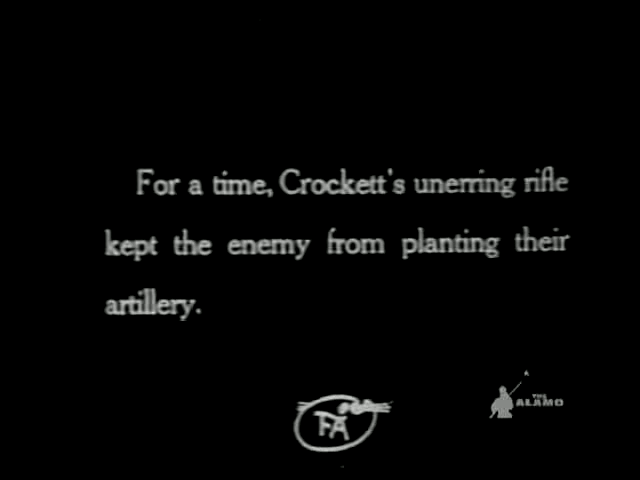 For a time, Crockett's unerring rifle
kept the enemy from planting their
artillery.
FA
THE
ALAMO